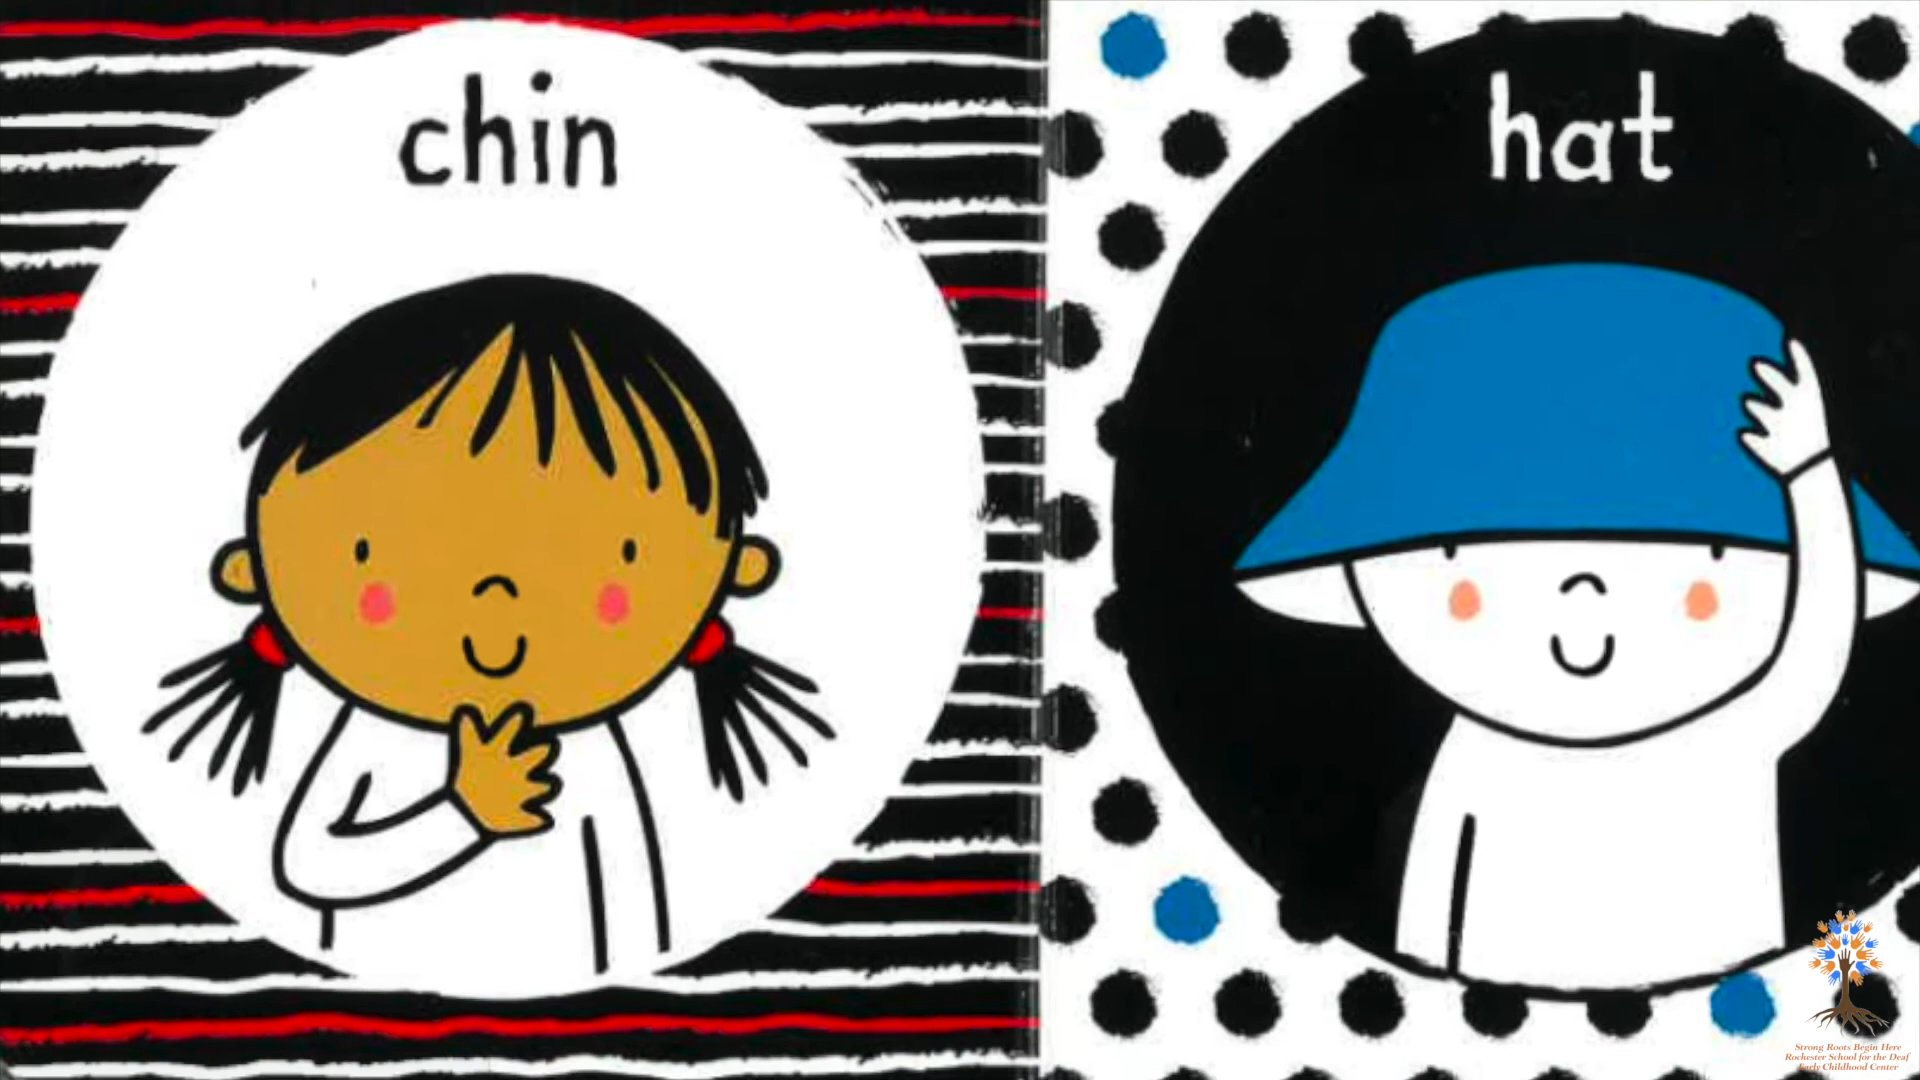 chin
hat
Strong Roots Begin Here
Rochester School for the Deaf
Early Childhood Center